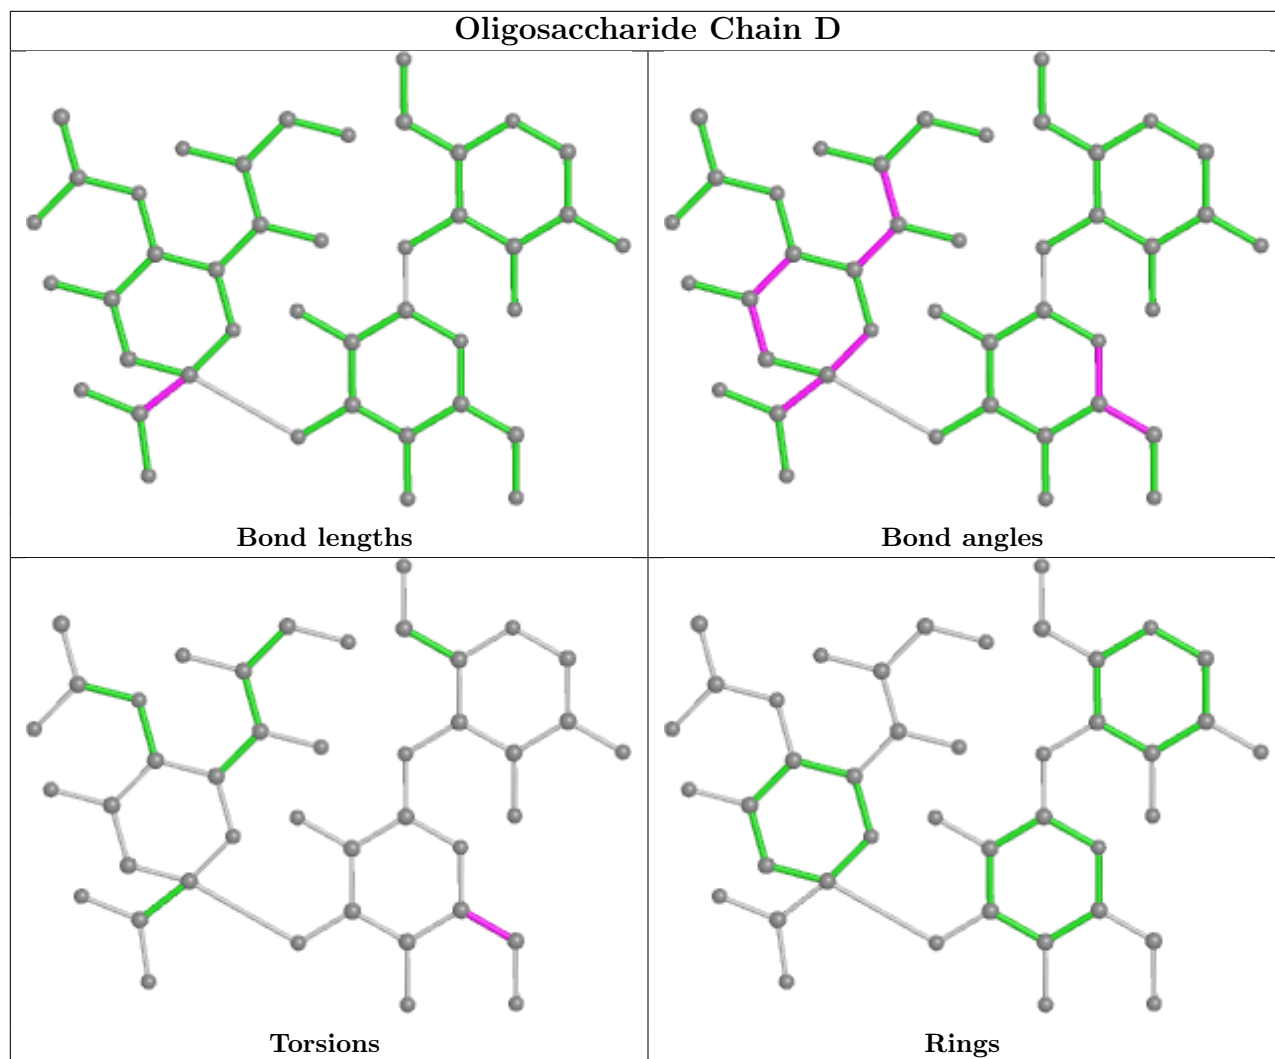 Oligosaccharide Chain D
Bond lengths
Bond angles
Torsions
Rings